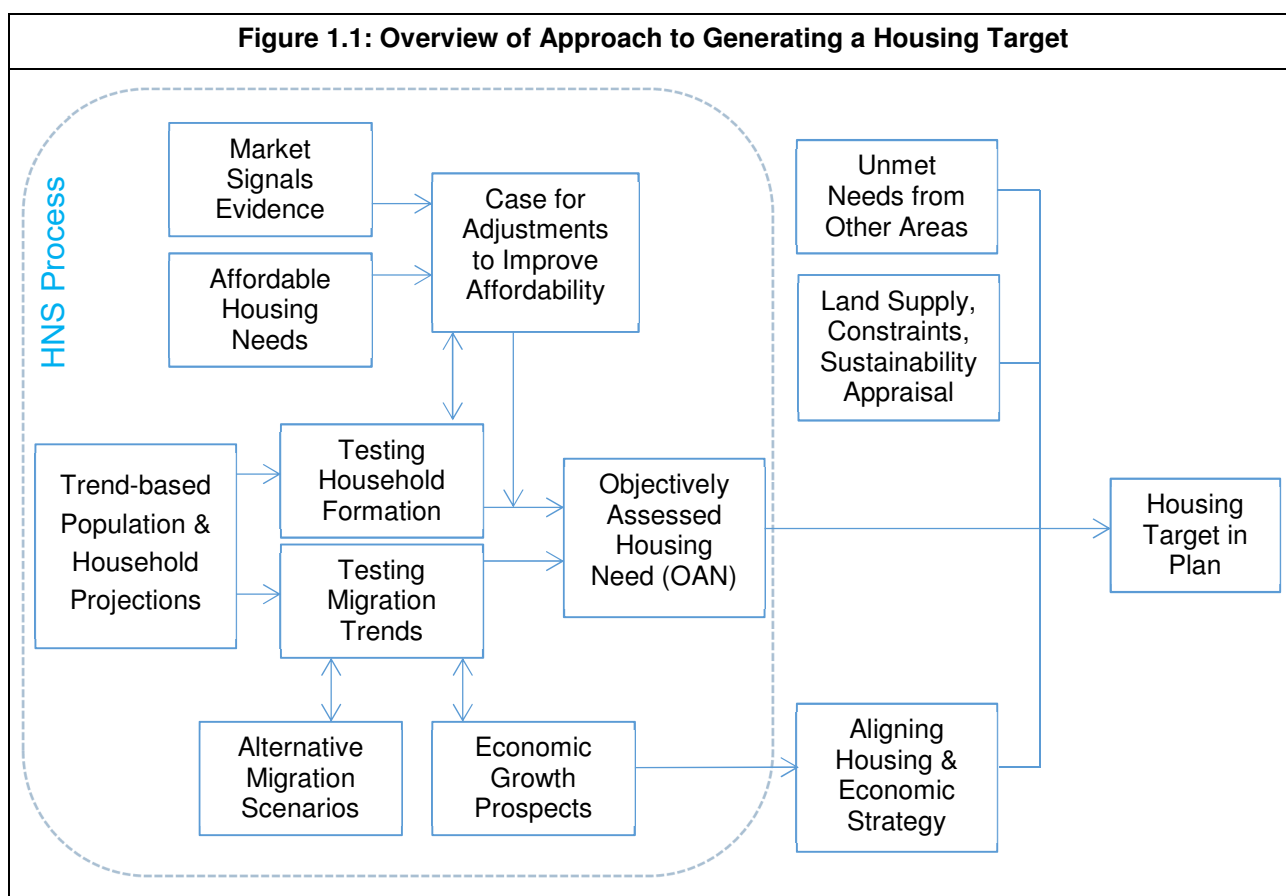 Figure 1.1: Overview of Approach to Generating a Housing Target
HNS Process
Market
Signals
Evidence
Affordable
Housing
Needs
Case for
Adjustments
to Improve
Affordability
Unmet
Needs from
Other Areas
Land Supply,
Constraints,
Sustainability
Appraisal
Trend-based
Population &
Household
Projections
Testing
Household
Formation
Testing
Migration
Trends
Objectively
Assessed
Housing
Need (OAN)
Housing
Target in
Plan
Alternative
Migration
Scenarios
Economic
Growth
Prospects
Aligning
Housing &
Economic
Strategy